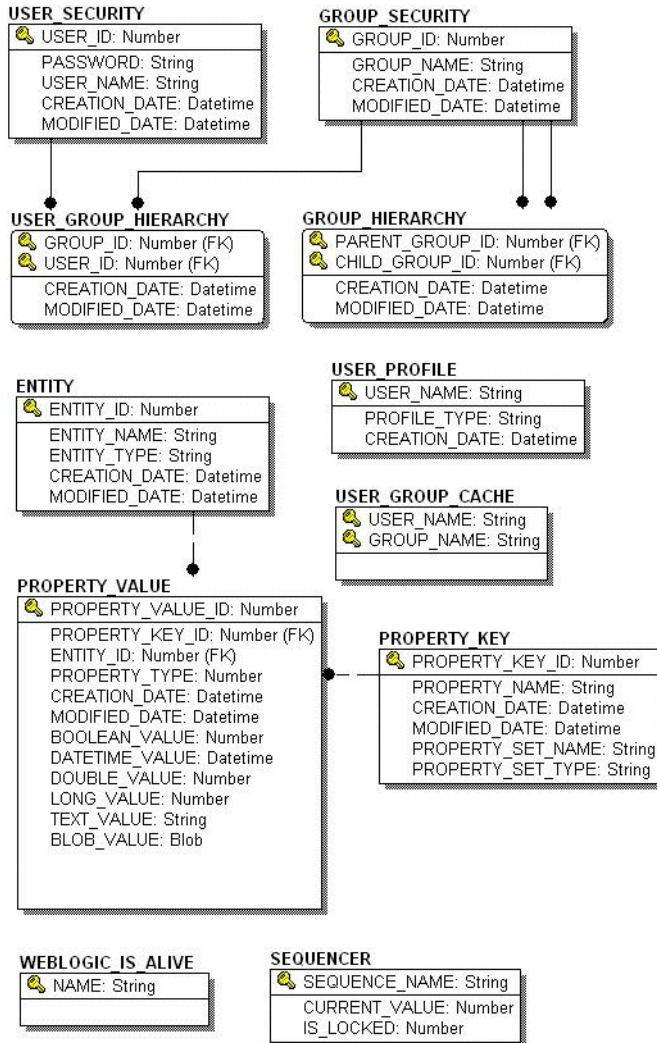 USER_SECURITY
USER_ID: Number
PASSWORD: String
USER_NAME: String
CREATION_DATE: Datetime
MODIFIED_DATE: Datetime
GROUP_SECURITY
GROUP_ID: Number
GROUP_NAME: String
CREATION_DATE: Datetime
MODIFIED_DATE: Datetime
USER_GROUP_HIERARCHY
GROUP_ID: Number (FK)
USER_ID: Number (FK)
CREATION_DATE: Datetime
MODIFIED_DATE: Datetime
GROUP_HIERARCHY
PARENT_GROUP_ID: Number (FK)
CHILD_GROUP_ID: Number (FK)
CREATION_DATE: Datetime
MODIFIED_DATE: Datetime
ENTITY
ENTITY_ID: Number
ENTITY_NAME: String
ENTITY_TYPE: String
CREATION_DATE: Datetime
MODIFIED_DATE: Datetime
USER_PROFILE
USER_NAME: String
PROFILE_TYPE: String
CREATION_DATE: Datetime
USER_GROUP_CACHE
USER_NAME: String
GROUP_NAME: String
PROPERTY_VALUE
PROPERTY_VALUE_ID: Number
PROPERTY_KEY_ID: Number (FK)
ENTITY_ID: Number (FK)
PROPERTY_TYPE: Number
CREATION_DATE: Datetime
MODIFIED_DATE: Datetime
BOOLEAN_VALUE: Number
DATETIME_VALUE: Datetime
DOUBLE_VALUE: Number
LONG_VALUE: Number
TEXT_VALUE: String
BLOB_VALUE: Blob
PROPERTY_KEY
PROPERTY_KEY_ID: Number
PROPERTY_NAME: String
CREATION_DATE: Datetime
MODIFIED_DATE: Datetime
PROPERTY_SET_NAME: String
PROPERTY_SET_TYPE: String
WEBLOGIC_IS_ALIVE
NAME: String
SEQUENCER
SEQUENCE_NAME: String
CURRENT_VALUE: Number
IS_LOCKED: Number